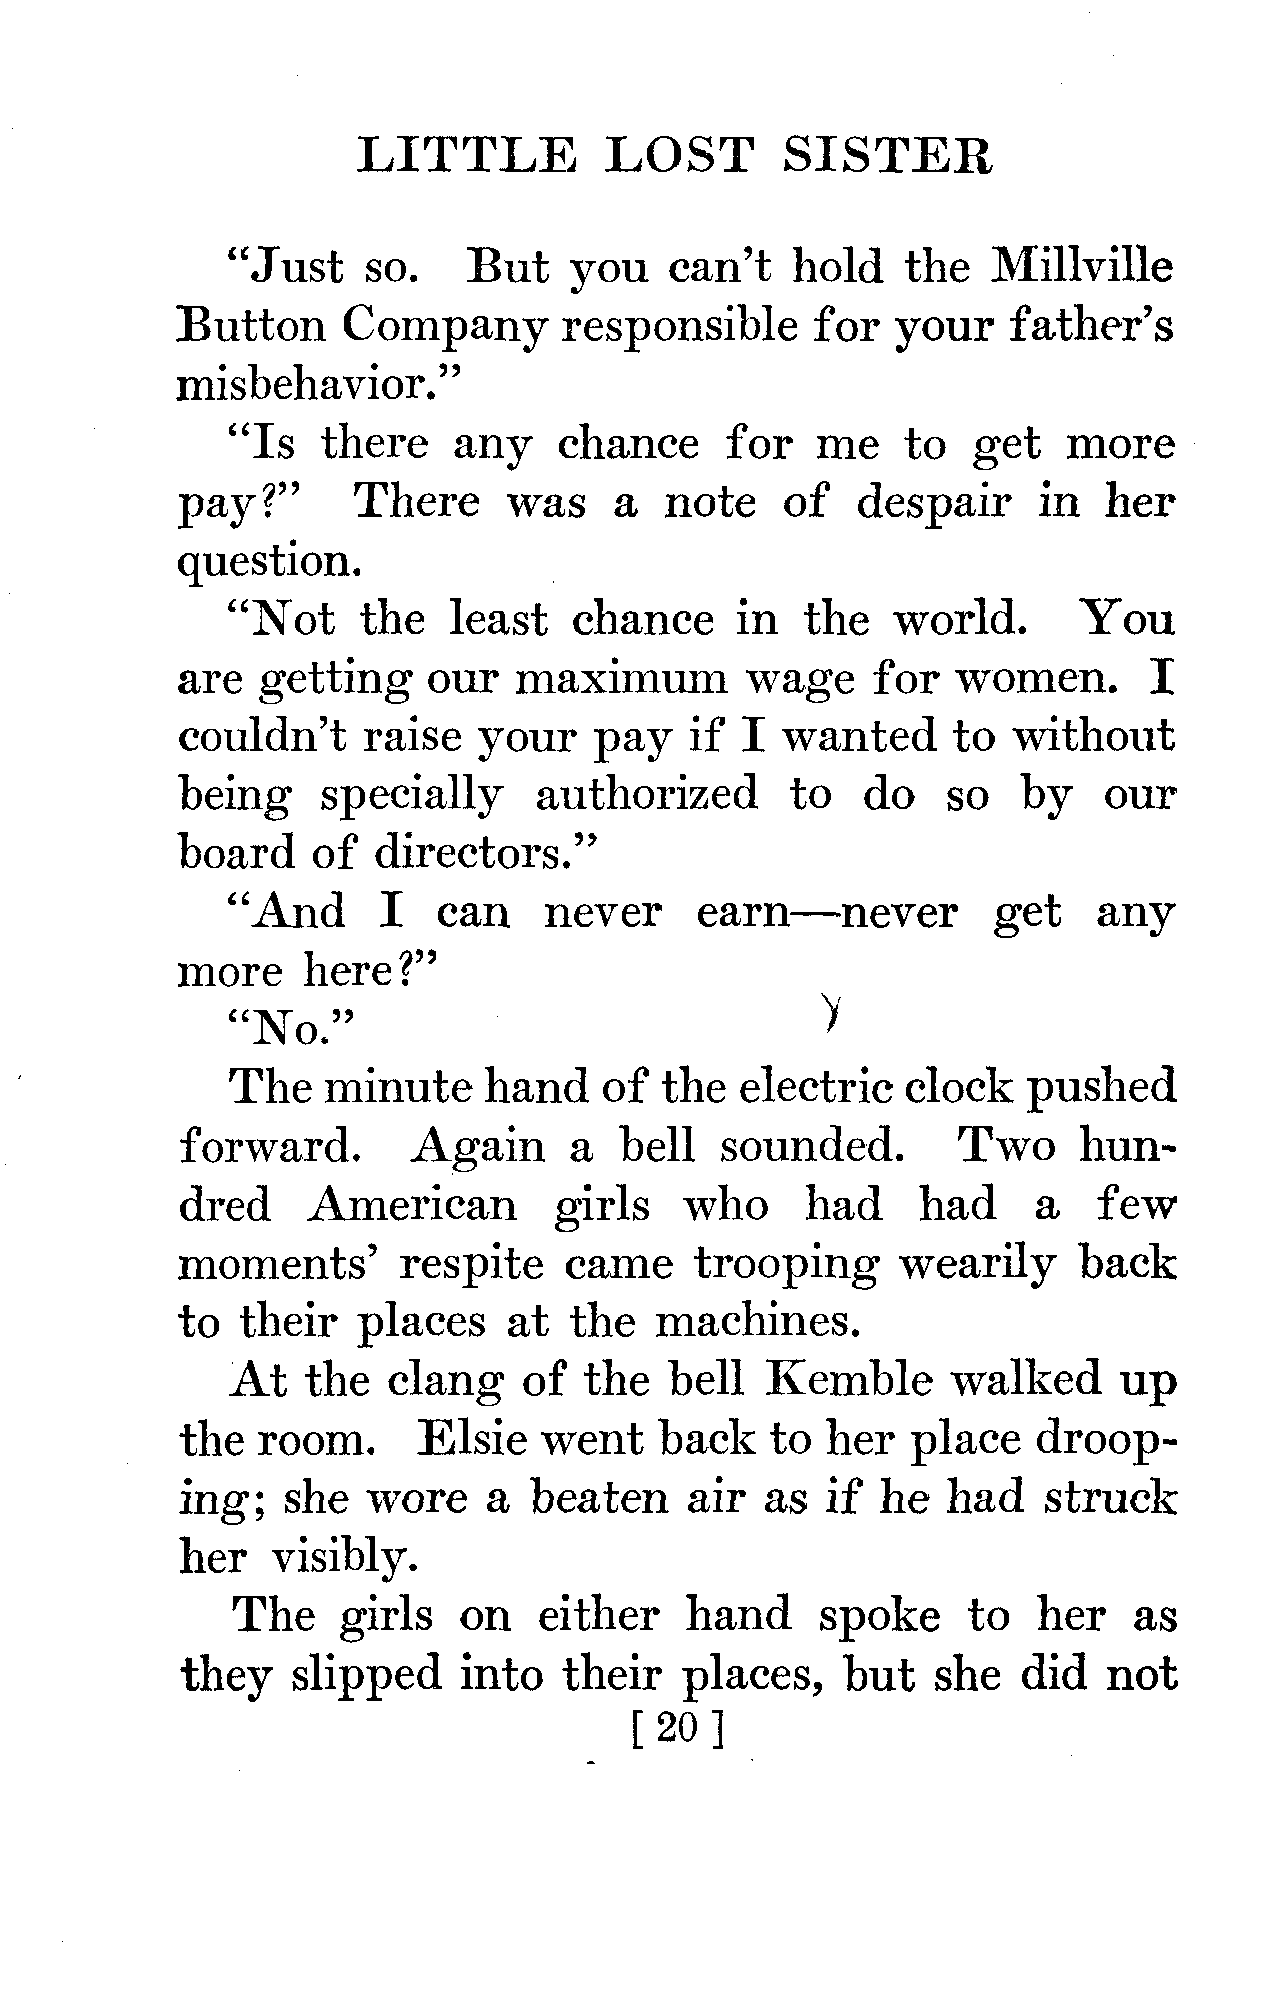 LITTLE LOST SISTER
“Just so. But you can’t hold the Millville
Button Company responsible for your father’s
misbehavior.”
“Is there any chance for me to get more
pay?” There was a note of despair in her
question.
“Not the least chance in the world. You
are getting our maximum wage for women. I
couldn’t raise your pay if I wanted to without
being specially authorized to do so by our
board of directors.”
“And I can never earn—never get any
more here?”
“No.”
The minute hand of the electric clock pushed
forward. Again a bell sounded. Two hun-
dred American girls who had had a few
moments’ respite came trooping wearily back
to their places at the machines.
At the clang of the bell Kemble walked up
the room. Elsie went back to her place droop-
ing; she wore a beaten air as if he had struck
her visibly.
The girls on either hand spoke to her as
they slipped into their places, but she did not
[ 20 ]